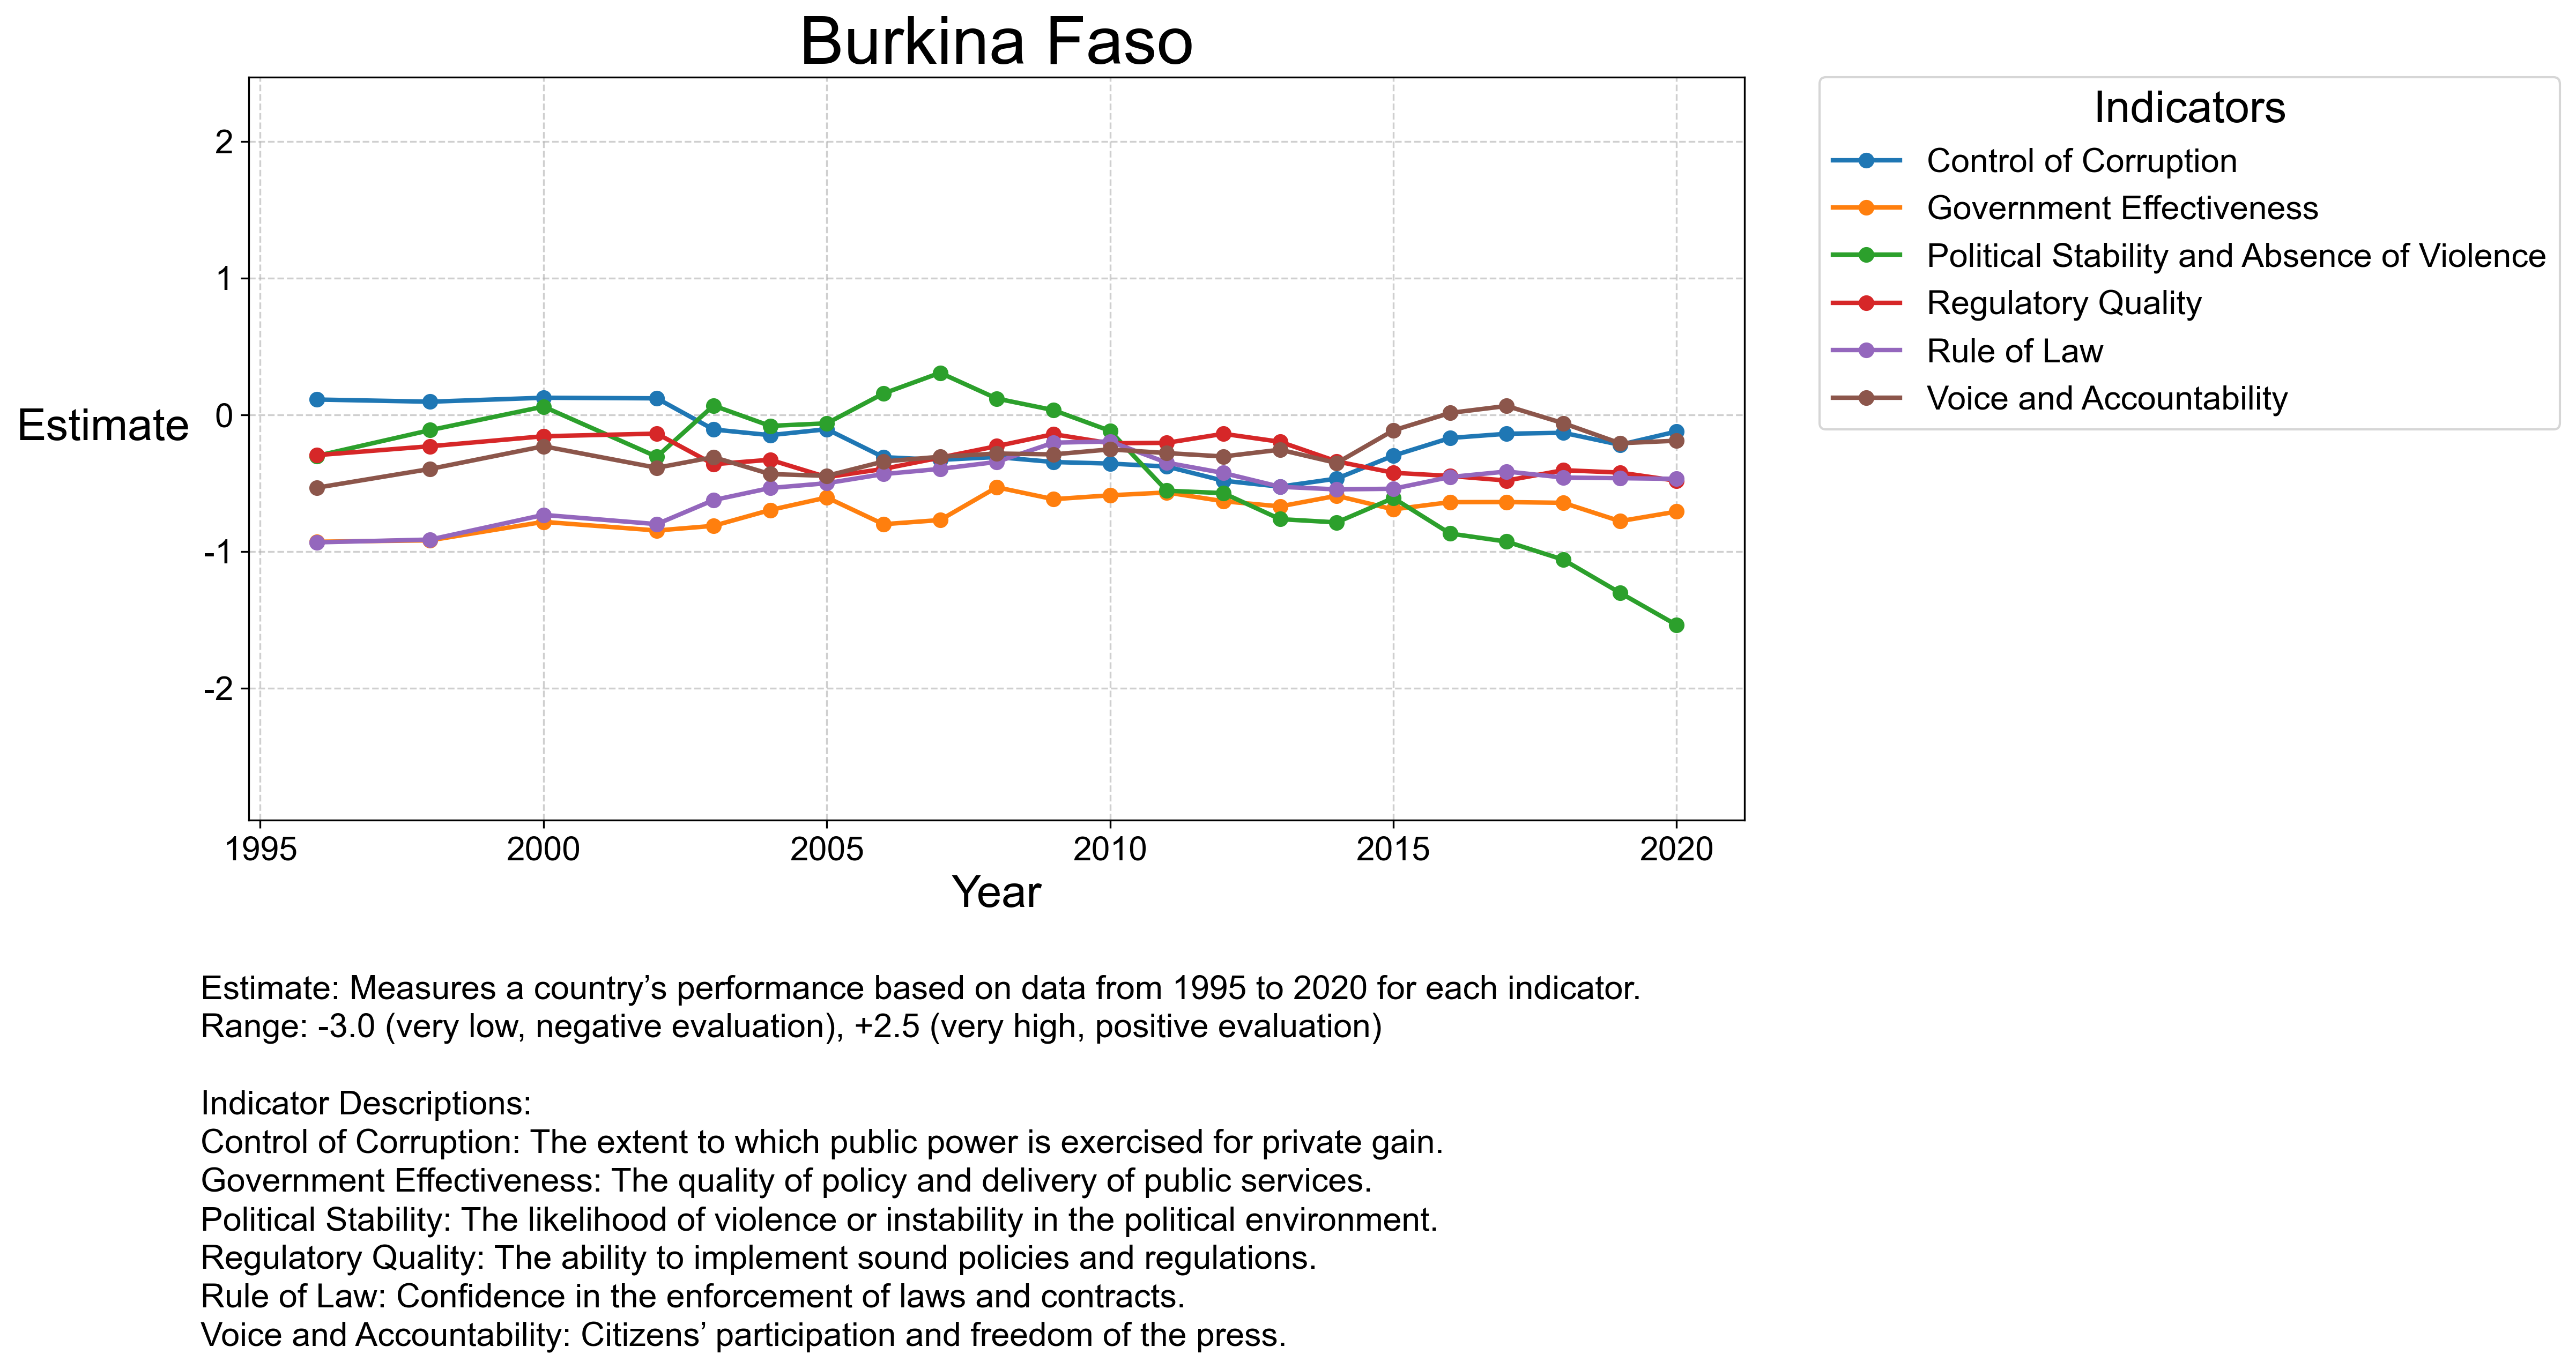 Burkina Faso
Estimate
2
1
0
-1
-2
1995 2000 2005 2010 2015 2020
Year
Indicators
Control of Corruption
Government Effectiveness
Political Stability and Absence of Violence
Regulatory Quality
Rule of Law
Voice and Accountability
Estimate: Measures a country’s performance based on data from 1995 to 2020 for each indicator.
Range: -3.0 (very low, negative evaluation), +2.5 (very high, positive evaluation)
Indicator Descriptions:
Control of Corruption: The extent to which public power is exercised for private gain.
Government Effectiveness: The quality of policy and delivery of public services.
Political Stability: The likelihood of violence or instability in the political environment.
Regulatory Quality: The ability to implement sound policies and regulations.
Rule of Law: Confidence in the enforcement of laws and contracts.
Voice and Accountability: Citizens’ participation and freedom of the press.